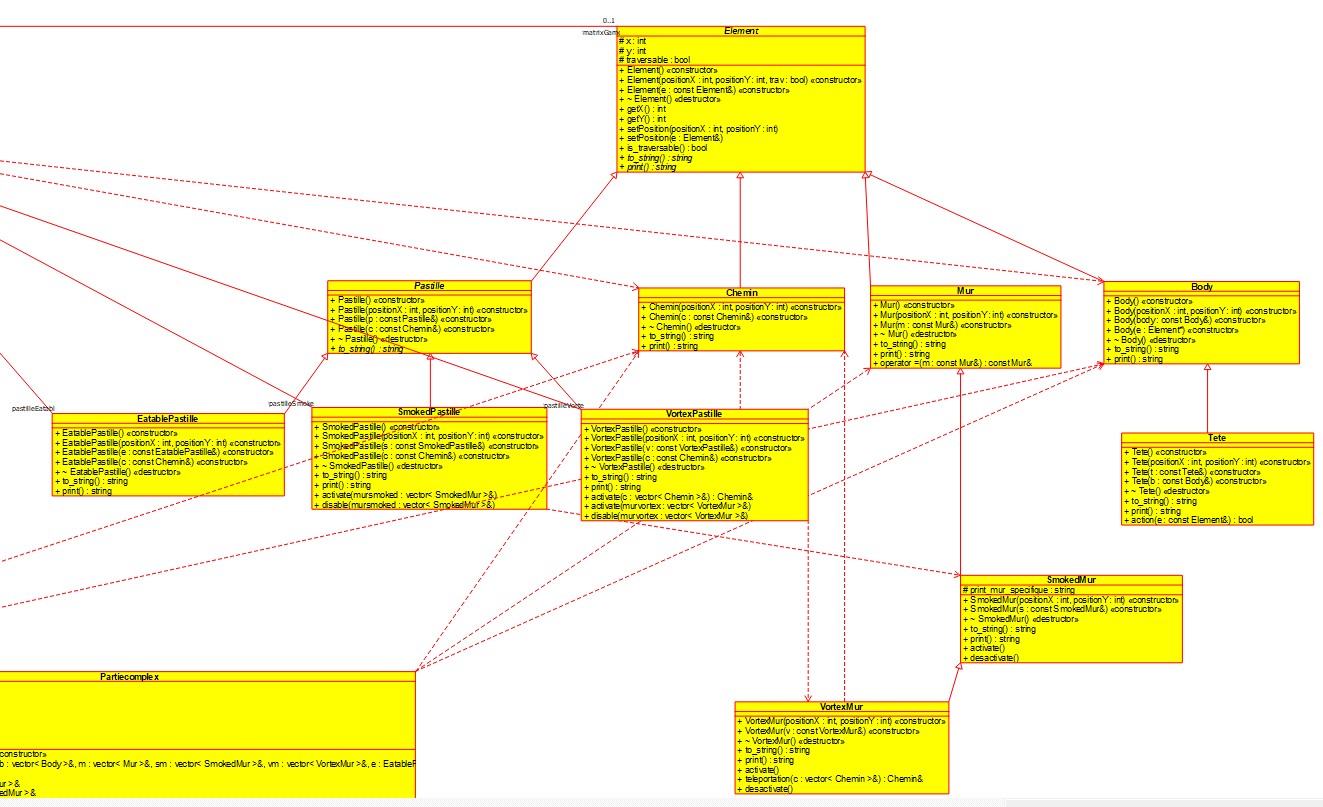 0..1
matrixGam
Element
# x : int
# y : int
# traversable : bool
+ Element() «constructor»
+ Element(positionX : int, positionY : int, trav : bool) «constructor»
+ Element(e : const Element&) «constructor»
+ ~ Element() «destructor»
+ getX() : int
+ getY() : int
+ setPosition(positionX : int, positionY : int)
+ setPosition(e : Element&)
+ is_traversable() : bool
+ to_string() : string
+ print() : string
Pastille
+ Pastille() «constructor»
+ Pastille(positionX : int, positionY : int) «constructor»
+ Pastille(p : const Pastille&) «constructor»
+ Pastille(c : const Chemin&) «constructor»
+ ~ Pastille() «destructor»
+ to_string() : string
Chemin
+ Chemin(positionX : int, positionY : int) «constructor»
+ Chemin(c : const Chemin&) «constructor»
+ ~ Chemin() «destructor»
+ to_string() : string
+ print() : string
Mur
+ Mur() «constructor»
+ Mur(positionX : int, positionY : int) «constructor»
+ Mur(m : const Mur&) «constructor»
+ ~ Mur() «destructor»
+ to_string() : string
+ print() : string
+ operator =(m : const Mur&) : const Mur&
Body
+ Body() «constructor»
+ Body(positionX : int, positionY : int) «constructor»
+ Body(body : const Body&) «constructor»
+ Body(e : Element*) «constructor»
+ ~ Body() «destructor»
+ to_string() : string
+ print() : string
pastilleEatabl
EatablePastille
+ EatablePastille() «constructor»
+ EatablePastille(positionX : int, positionY : int) «constructor»
+ EatablePastille(e : const EatablePastille&) «constructor»
+ EatablePastille(c : const Chemin&) «constructor»
+ ~ EatablePastille() «destructor»
+ to_string() : string
+ print() : string
pastilleSmoke
SmokedPastille
+ SmokedPastille() «constructor»
+ SmokedPastille(positionX : int, positionY : int) «constructor»
+ SmokedPastille(s : const SmokedPastille&) «constructor»
+ SmokedPastille(c : const Chemin&) «constructor»
+ ~ SmokedPastille() «destructor»
+ to_string() : string
+ print() : string
+ activate(mursmoked : vector< SmokedMur >&)
+ disable(mursmoked : vector< SmokedMur >&)
pastilleVorte
VortexPastille
+ VortexPastille() «constructor»
+ VortexPastille(positionX : int, positionY : int) «constructor»
+ VortexPastille(v : const VortexPastille&) «constructor»
+ VortexPastille(c : const Chemin&) «constructor»
+ ~ VortexPastille() «destructor»
+ to_string() : string
+ print() : string
+ activate(c : vector< Chemin >&) : Chemin&
+ activate(murvortex : vector< VortexMur >&)
+ disable(murvortex : vector< VortexMur >&)
Tete
+ Tete() «constructor»
+ Tete(positionX : int, positionY : int) «constructor»
+ Tete(t : const Tete&) «constructor»
+ Tete(b : const Body&) «constructor»
+ ~ Tete() «destructor»
+ to_string() : string
+ print() : string
+ action(e : const Element&) : bool
SmokedMur
# print_mur_specifique : string
+ SmokedMur(positionX : int, positionY : int) «constructor»
+ SmokedMur(s : const SmokedMur&) «constructor»
+ ~ SmokedMur() «destructor»
+ to_string() : string
+ print() : string
+ activate()
+ desactivate()
Partiecomplex
constructor»
b : vector< Body >&, m : vector< Mur >&, sm : vector< SmokedMur >&, vm : vector< VortexMur >&, e : EatableF
ur >&
edMur >&
VortexMur
+ VortexMur(positionX : int, positionY : int) «constructor»
+ VortexMur(v : const VortexMur&) «constructor»
+ ~ VortexMur() «destructor»
+ to_string() : string
+ print() : string
+ activate()
+ teleportation(c : vector< Chemin >&) : Chemin&
+ desactivate()